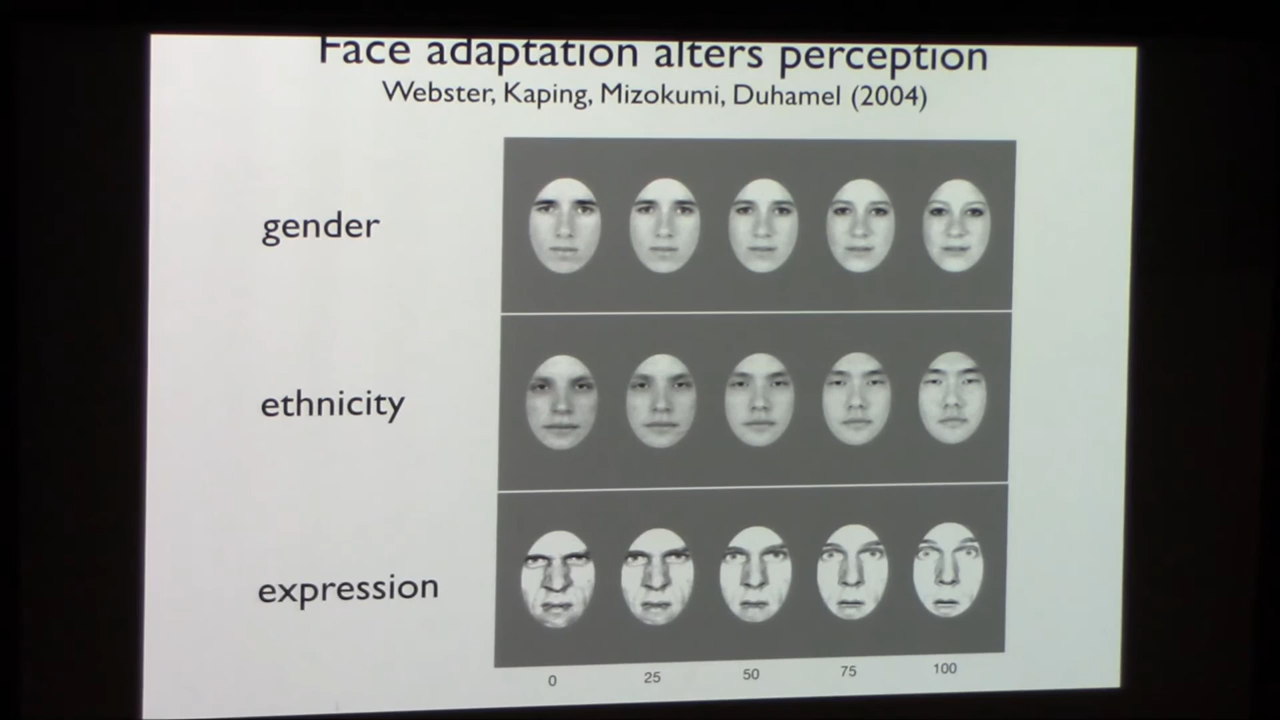 Face adaptation alters perception
Webster, Kaping, Mizokumi, Duhamel (2004)
gender
ethnicity
expression
0 25 50 75 100